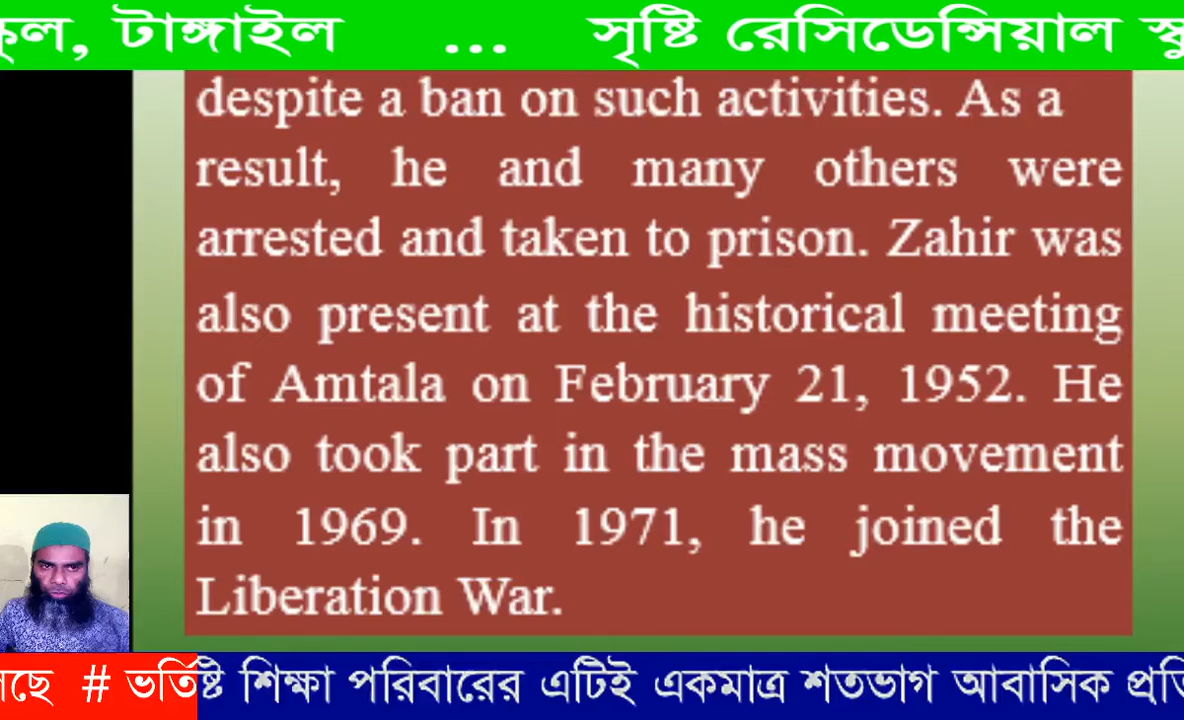 স্কুল, টাঙ্গাইল ... সৃষ্টি রেসিডেন্সিয়াল
despite a ban on such activities. As a
result, he and many others were
arrested and taken to prison. Zahir was
also present at the historical meeting
of Amtala on February 21, 1952. He
also took part in the mass movement
in 1969. In 1971, he joined the
Liberation War.
# ভর্তি শিক্ষা পরিবারের এটিই একমাত্র শতভাগ আবাসিক